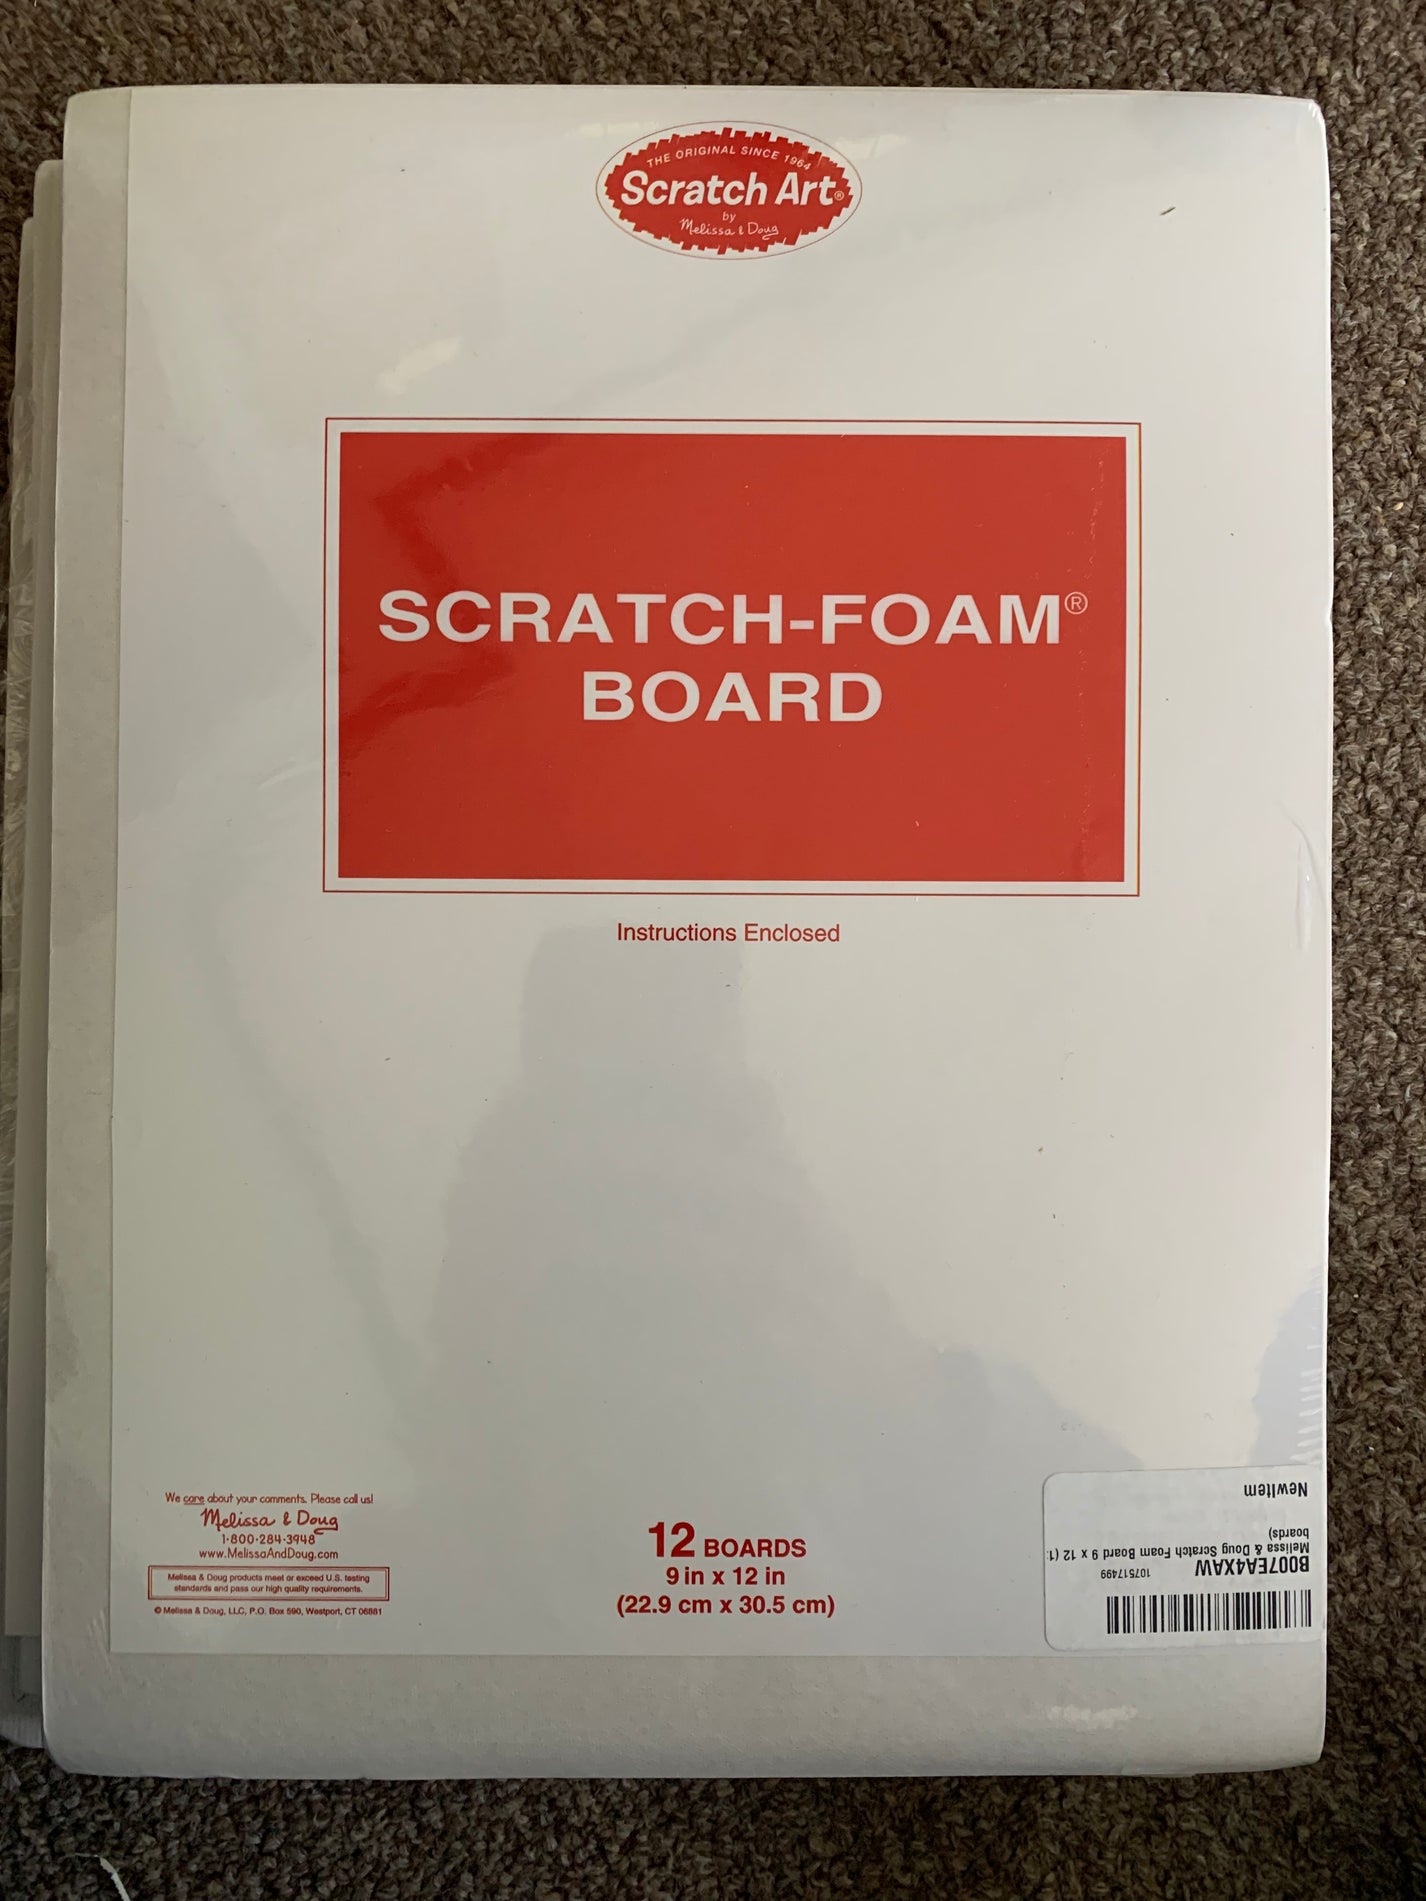 THE ORIGINAL SINCE 1964
Scratch Art®
by
Melissa & Doug
SCRATCH-FOAM®
BOARD
Instructions Enclosed
We care about your comments. Please call us!
Melissa & Doug
1-800-284-3948
www.MelissaAndDoug.com
Melissa & Doug products meet or exceed U.S. testing
standards and pass our high quality requirements.
© Melissa & Doug, LLC, P.O. Box 590, Westport, CT 06881
12 BOARDS
9 in x 12 in
(22.9 cm x 30.5 cm)
B007EA4XAW 107517499
Melissa & Doug Scratch Foam Board 9 x 12 (1:
boards)
NewItem